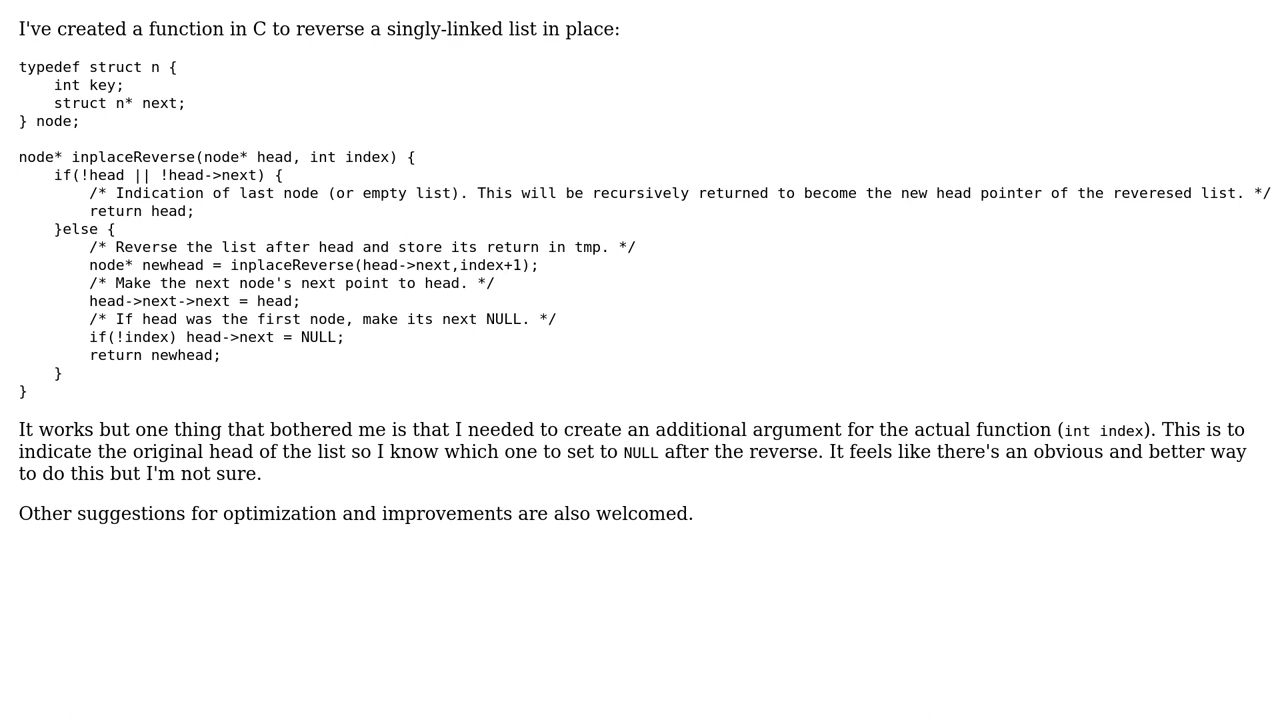 I've created a function in C to reverse a singly-linked list in place:
typedef struct n {
    int key;
    struct n* next;
} node;
node* inplaceReverse(node* head, int index) {
    if(!head || !head->next) {
        /* Indication of last node (or empty list). This will be recursively returned to become the new head pointer of the reveresed list. */
        return head;
    }else {
        /* Reverse the list after head and store its return in tmp. */
        node* newhead = inplaceReverse(head->next,index+1);
        /* Make the next node's next point to head. */
        head->next->next = head;
        /* If head was the first node, make its next NULL. */
        if(!index) head->next = NULL;
        return newhead;
    }
}
It works but one thing that bothered me is that I needed to create an additional argument for the actual function (int index). This is to
indicate the original head of the list so I know which one to set to NULL after the reverse. It feels like there's an obvious and better way
to do this but I'm not sure.
Other suggestions for optimization and improvements are also welcomed.